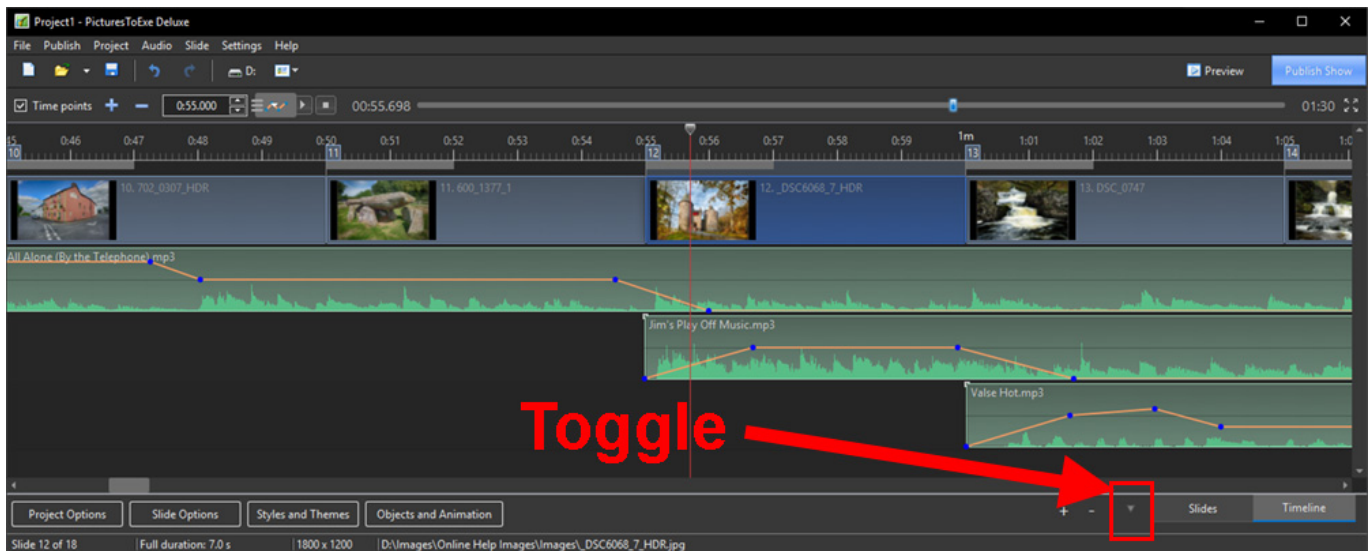 Project1 - PicturesToExe Deluxe
File Publish Project Audio Slide Settings Help
D: Preview Publish Show
Time points 0:55.000 00:55.698 01:30
0:46 0:47 0:48 0:49 0:50 0:51 0:52 0:53 0:54 0:55 0:56 0:57 0:58 0:59 1m 1:01 1:02 1:03 1:04 1:05
10 11 12 13 14
10. 702_0307_HDR 11. 600_1377_1 12. _DSC6068_7_HDR 13. DSC_0747
All Alone (By the Telephone).mp3
Jim's Play Off Music.mp3
Valse Hot.mp3
Toggle
Project Options Slide Options Styles and Themes Objects and Animation + - Slides Timeline
Slide 12 of 18 Full duration: 7.0 s 1800 x 1200 D:\Images\Online Help Images\Images\_DSC6068_7_HDR.jpg